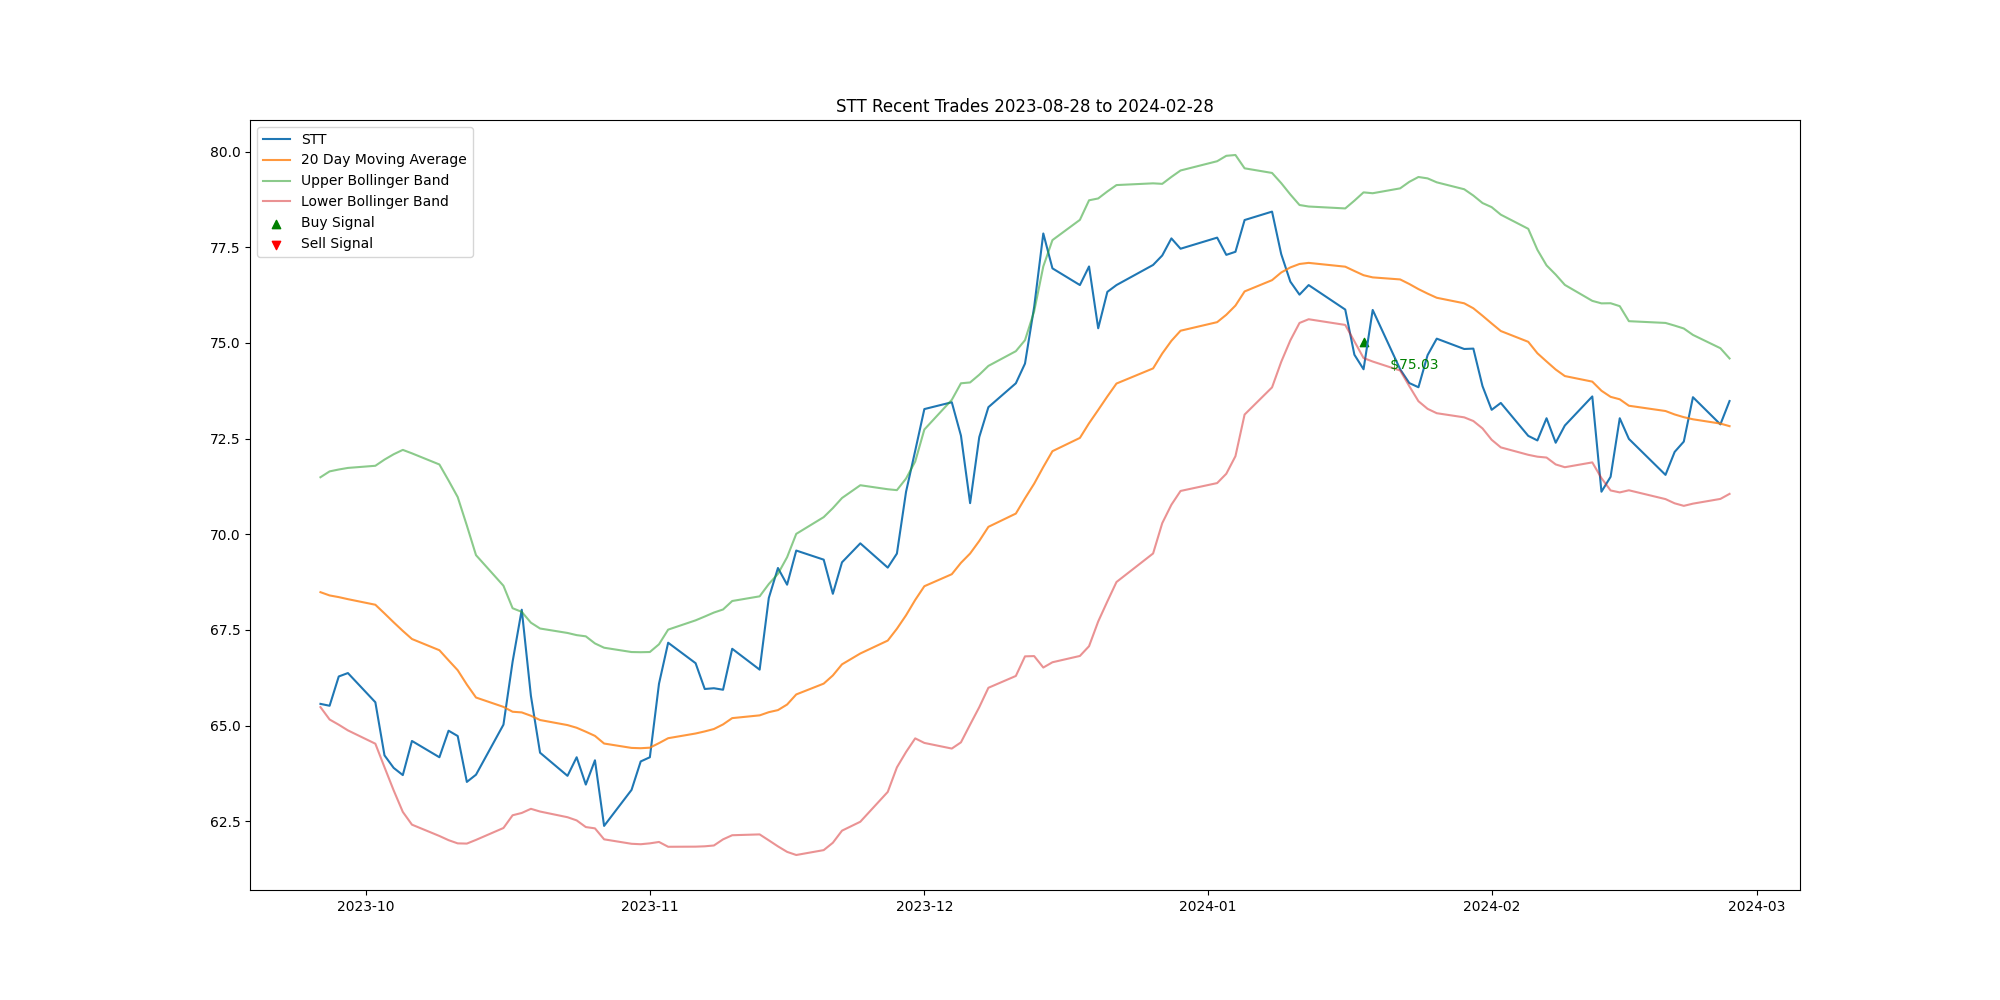 STT Recent Trades 2023-08-28 to 2024-02-28
STT
20 Day Moving Average
Upper Bollinger Band
Lower Bollinger Band
Buy Signal
Sell Signal
80.0
77.5
75.0
72.5
70.0
67.5
65.0
62.5
$75.03
2023-10
2023-11
2023-12
2024-01
2024-02
2024-03